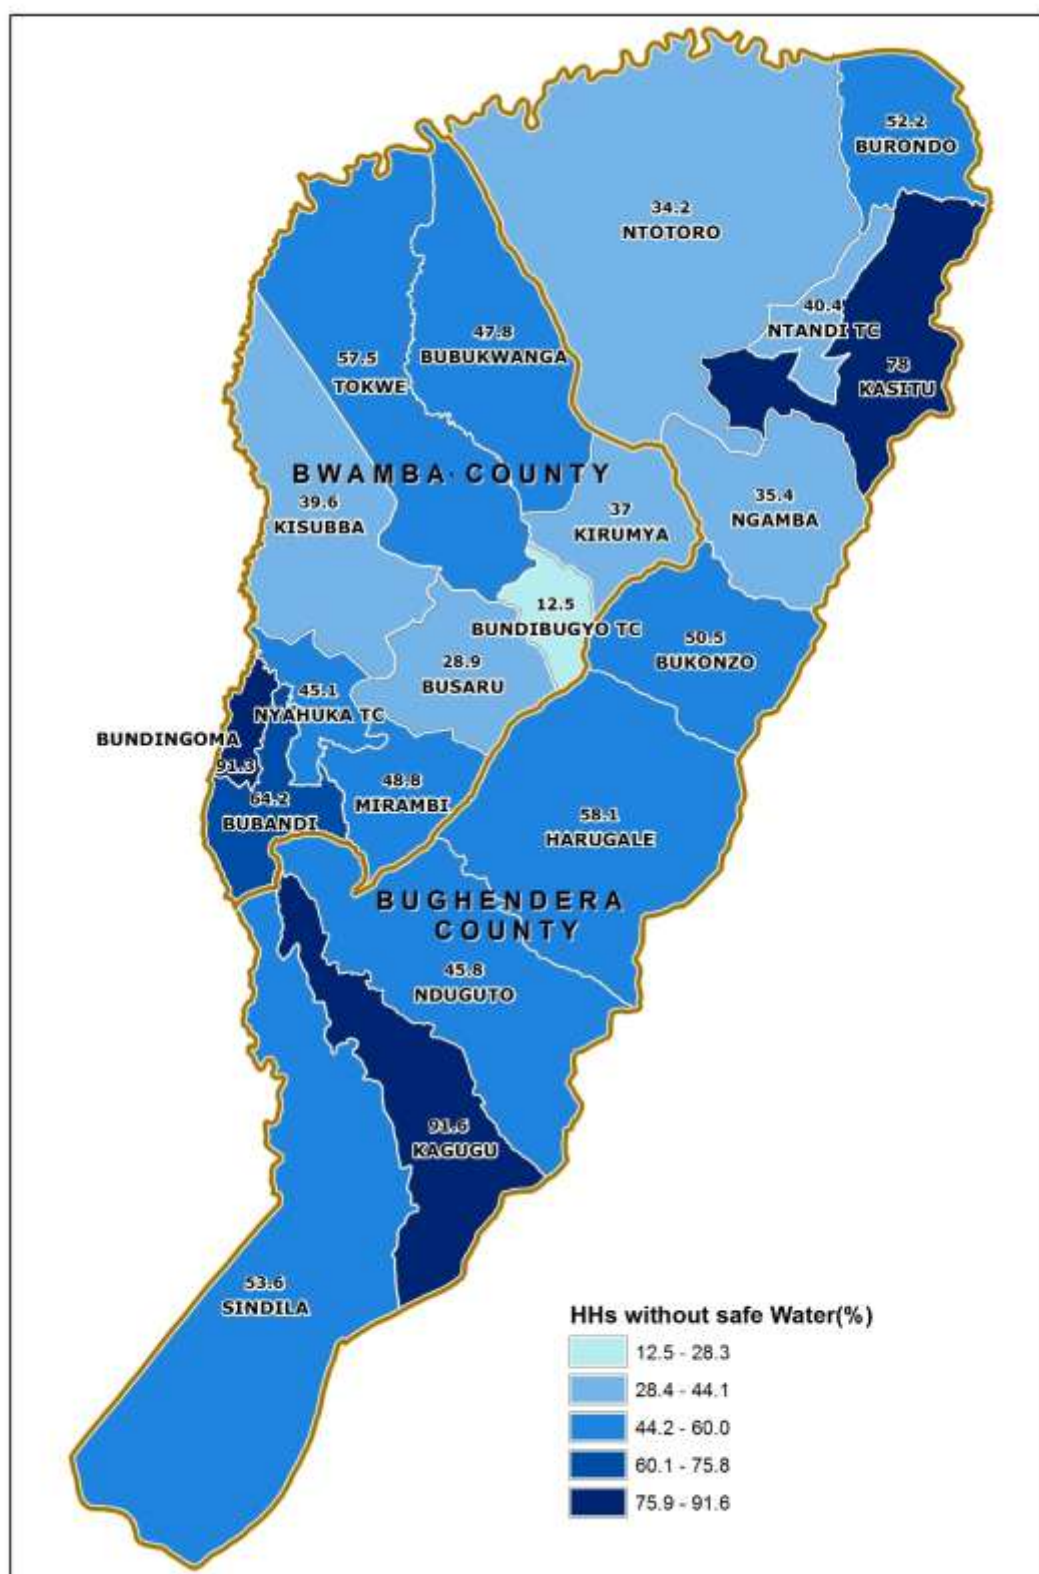 52.2
BURONDO
34.2
NTOTORO
40.4
NTANDI TC
47.8
BUBUKWANGA
57.5
TOKWE
78
KASITU
BWAMBA COUNTY
39.6
KISUBBA
35.4
NGAMBA
37
KIRUMYA
12.5
BUNDIBUGYO TC
50.5
BUKONZO
28.9
BUSARU
45.1
NYAHUKA TC
BUNDINGOMA
91.3
48.8
MIRAMBI
64.2
BUBANDI
58.1
HARUGALE
BUGHENDERA
COUNTY
45.8
NDUGUTO
91.6
KAGUGU
53.6
SINDILA
HHs without safe Water(%)
12.5 - 28.3
28.4 - 44.1
44.2 - 60.0
60.1 - 75.8
75.9 - 91.6